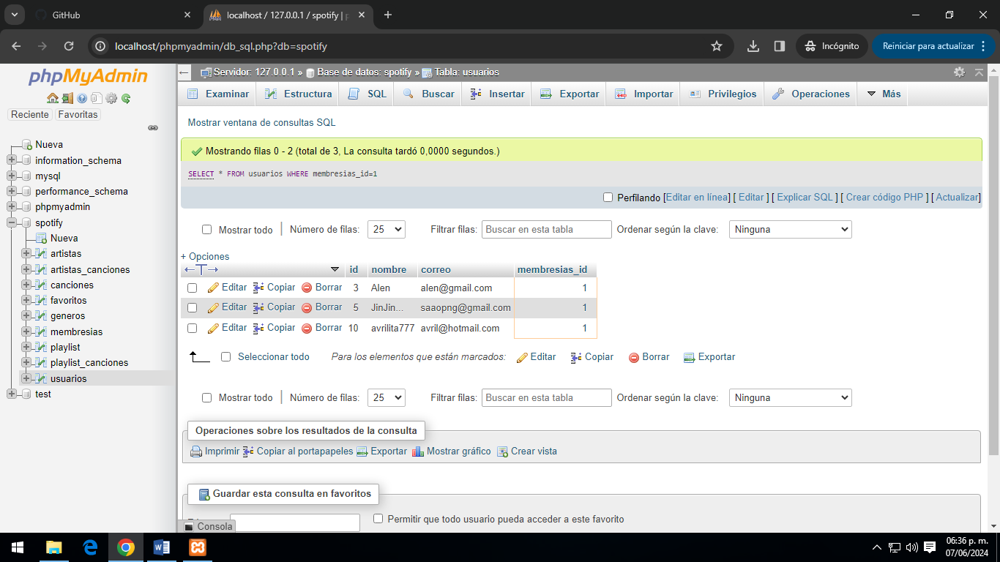 GitHub
localhost / 127.0.0.1 / spotify | p
localhost/phpmyadmin/db_sql.php?db=spotify
Incógnito
Reiniciar para actualizar
phpMyAdmin
Reciente
Favoritas
Nueva
information_schema
mysql
performance_schema
phpmyadmin
spotify
Nueva
artistas
artistas_canciones
canciones
favoritos
generos
membresias
playlist
playlist_canciones
usuarios
test
Servidor: 127.0.0.1 » Base de datos: spotify » Tabla: usuarios
Examinar Estructura SQL Buscar Insertar Exportar Importar Privilegios Operaciones Más
Mostrar ventana de consultas SQL
Mostrando filas 0 - 2 (total de 3, La consulta tardó 0,0000 segundos.)
SELECT * FROM usuarios WHERE membresias_id=1
Perfilando [Editar en línea] [ Editar ] [ Explicar SQL ] [ Crear código PHP ] [ Actualizar]
Mostrar todo | Número de filas: 25 Filtrar filas: Buscar en esta tabla Ordenar según la clave: Ninguna
+ Opciones
id nombre correo membresias_id
Editar Copiar Borrar 3 Alen alen@gmail.com 1
Editar Copiar Borrar 5 JinJin... saaopng@gmail.com 1
Editar Copiar Borrar 10 avrilita777 avril@hotmail.com 1
Seleccionar todo Para los elementos que están marcados: Editar Copiar Borrar Exportar
Mostrar todo | Número de filas: 25 Filtrar filas: Buscar en esta tabla Ordenar según la clave: Ninguna
Operaciones sobre los resultados de la consulta
Imprimir Copiar al portapapeles Exportar Mostrar gráfico Crear vista
Guardar esta consulta en favoritos
Permitir que todo usuario pueda acceder a este favorito
Consola
06:36 p. m.
07/06/2024